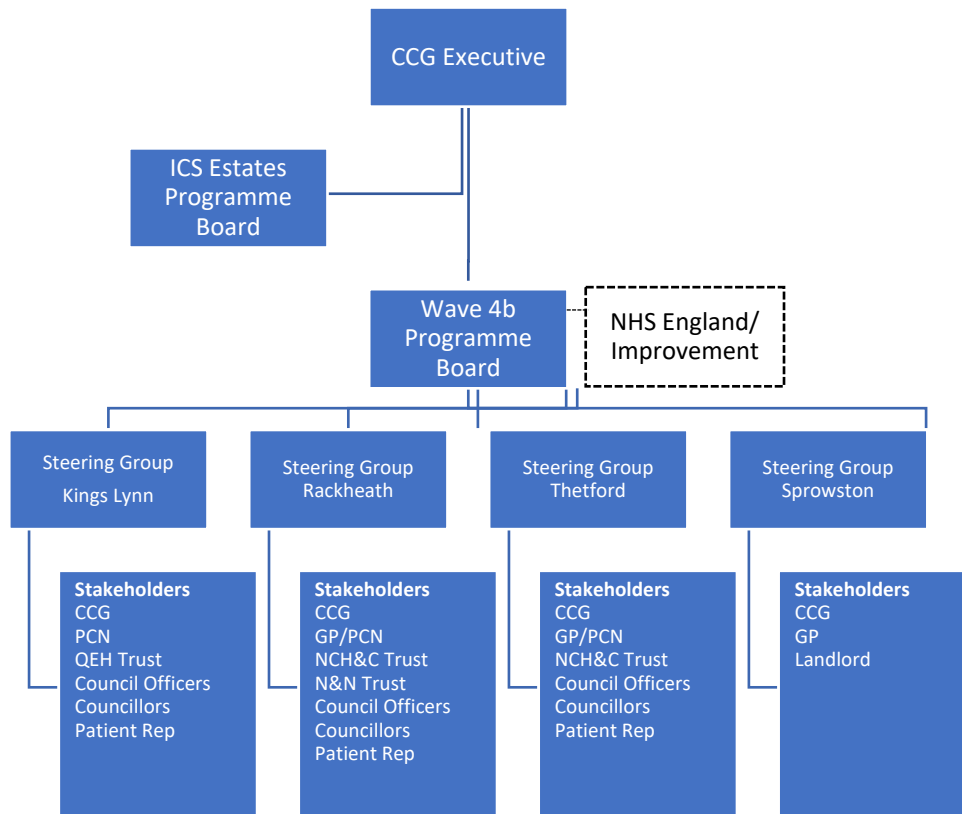 CCG Executive
ICS Estates
Programme
Board
Wave 4b
Programme
Board
NHS England/
Improvement
Steering Group
Kings Lynn
Steering Group
Rackheath
Steering Group
Thetford
Steering Group
Sprowston
Stakeholders
CCG
PCN
QEH Trust
Council Officers
Councillors
Patient Rep
Stakeholders
CCG
GP/PCN
NCH&C Trust
N&N Trust
Council Officers
Councillors
Patient Rep
Stakeholders
CCG
GP/PCN
NCH&C Trust
Council Officers
Councillors
Patient Rep
Stakeholders
CCG
GP
Landlord